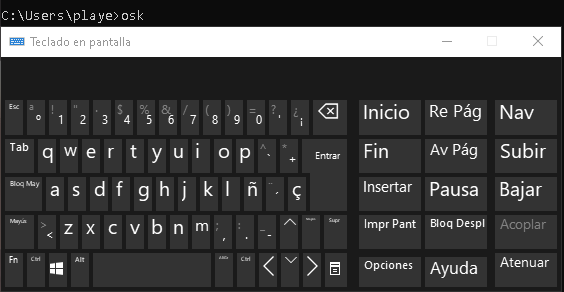 C:\Users\playe>osk
Teclado en pantalla
Esc ª º ! 1 " 2 · 3 $ 4 % 5 & 6 / 7 ( 8 ) 9 = 0 ? ' ¿ ¡ Inicio Re Pág Nav
Tab q w e r t y u i o p ^ ` * + Entrar Fin Av Pág Subir
Bloq May a s d f g h j k l ñ ¨ ´ ç Insertar Pausa Bajar
Mayús > < z x c v b n m ; , : . _ - Supr Impr Pant Bloq Despl Acoplar
Fn Ctrl Alt Ctrl Opciones Ayuda Atenuar